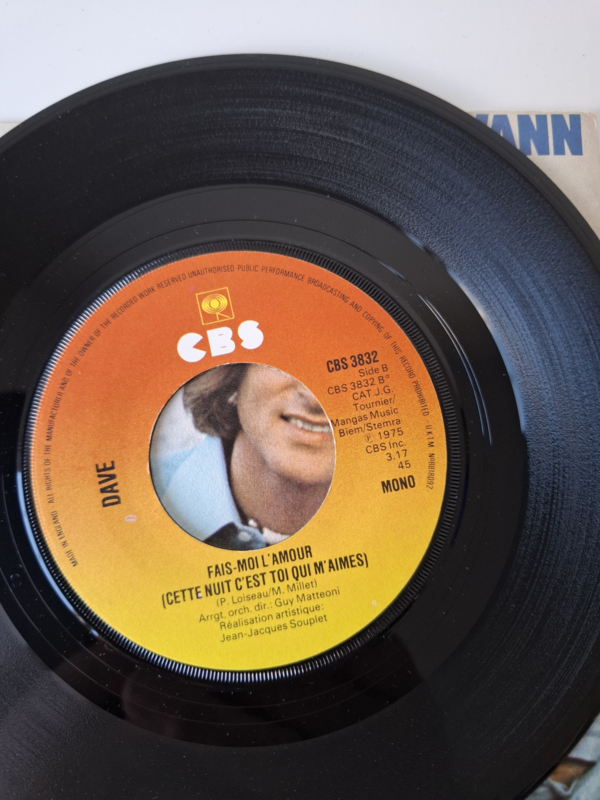 VANN
MADE IN ENGLAND · ALL RIGHTS OF THE MANUFACTURER AND OF THE OWNER OF THE RECORDED WORK RESERVED UNAUTHORISED PUBLIC PERFORMANCE BROADCASTING AND COPYING OF THIS RECORD PROHIBITED
CBS
CBS 3832
Side B
CBS 3832 B
CAT.J.G.
Tournier/
Mangas Music
Biem/Stemra
℗ 1975
CBS Inc.
3.17
45
MONO
DAVE
FAIS-MOI L'AMOUR
(CETTE NUIT C'EST TOI QUI M'AIMES)
(P. Loiseau/M. Millet)
Arrgt. orch. dir.: Guy Matteoni
Réalisation artistique:
Jean-Jacques Souplet